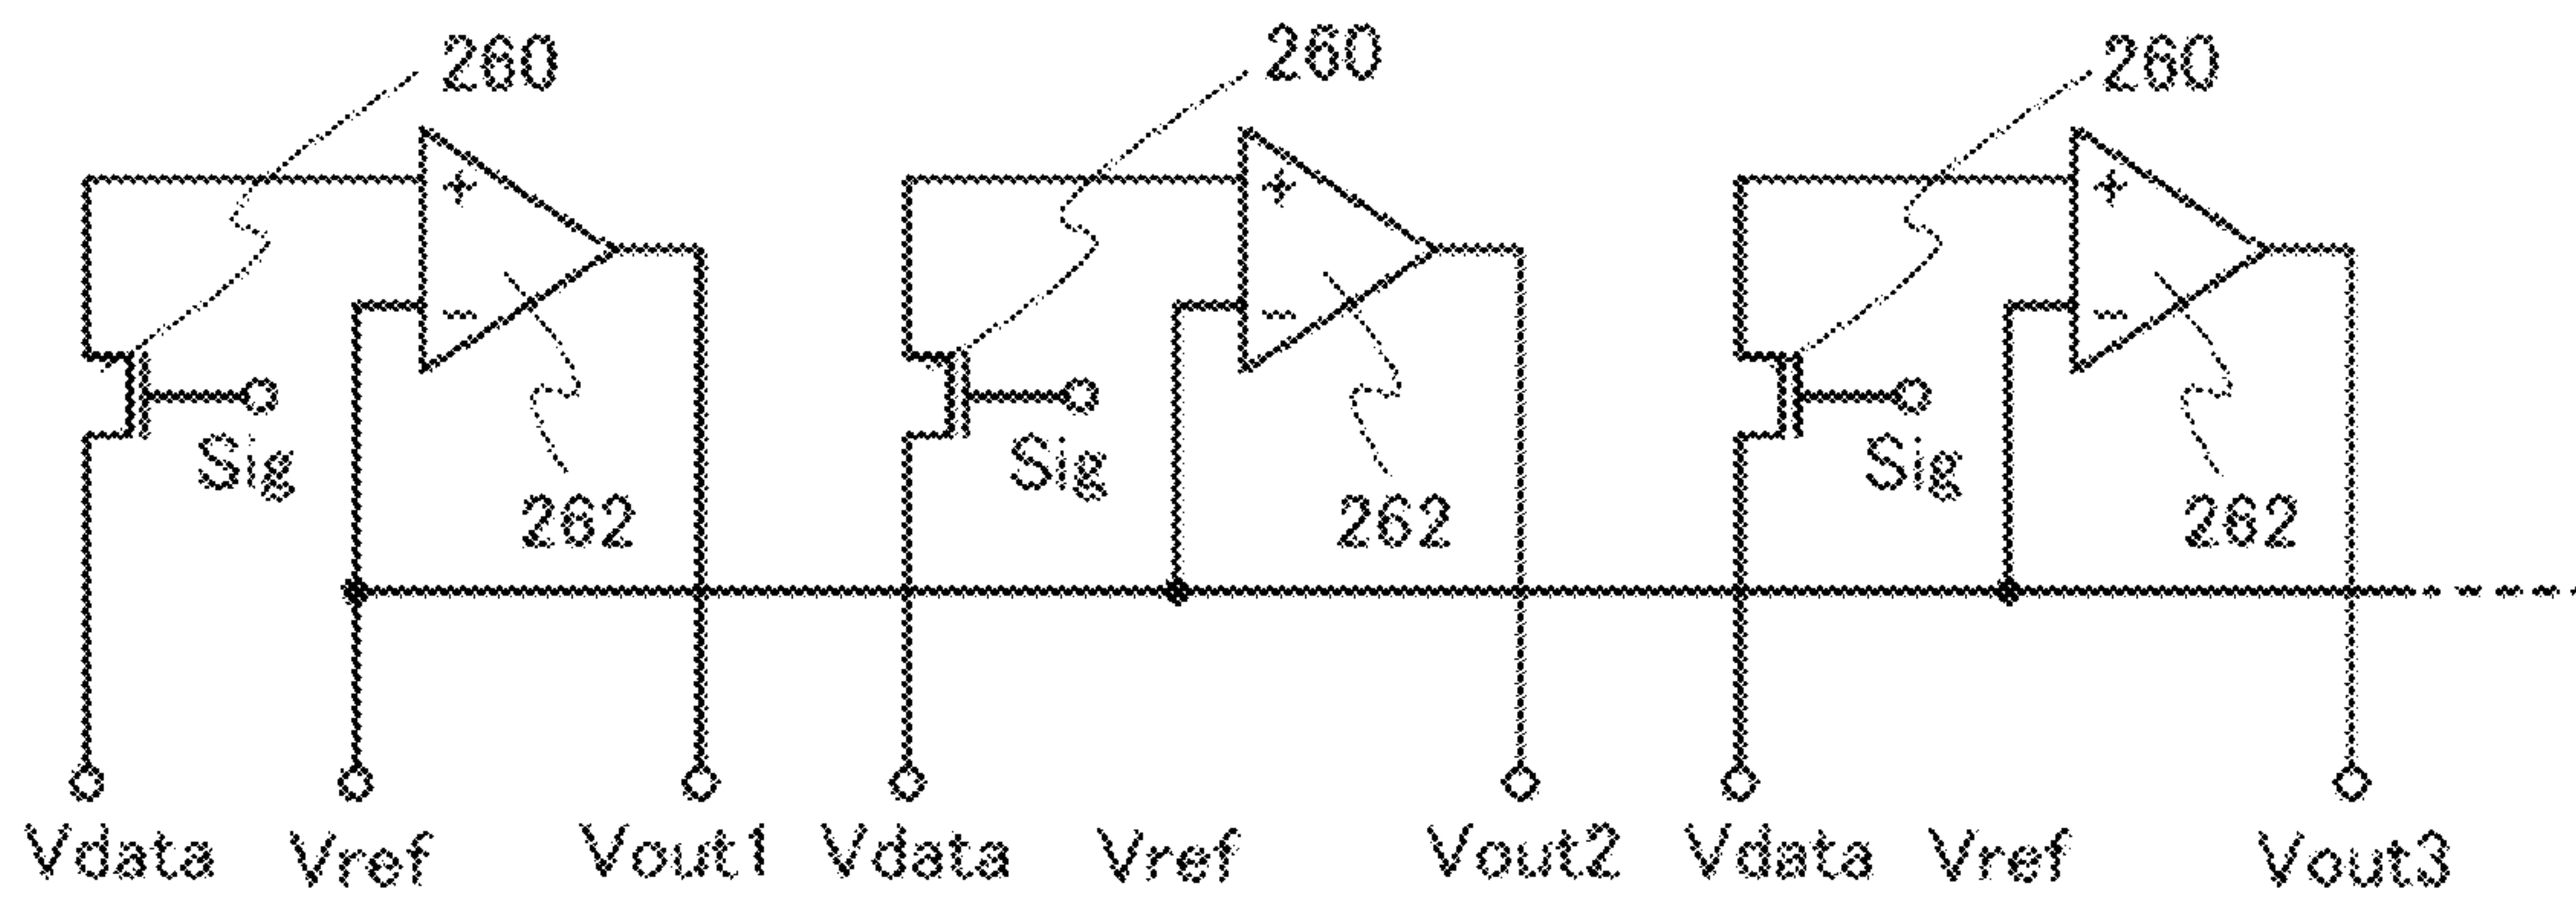 260 260 260
+ + +
− − −
Sig Sig Sig
262 262 262
Vdata Vref Vout1 Vdata Vref Vout2 Vdata Vref Vout3